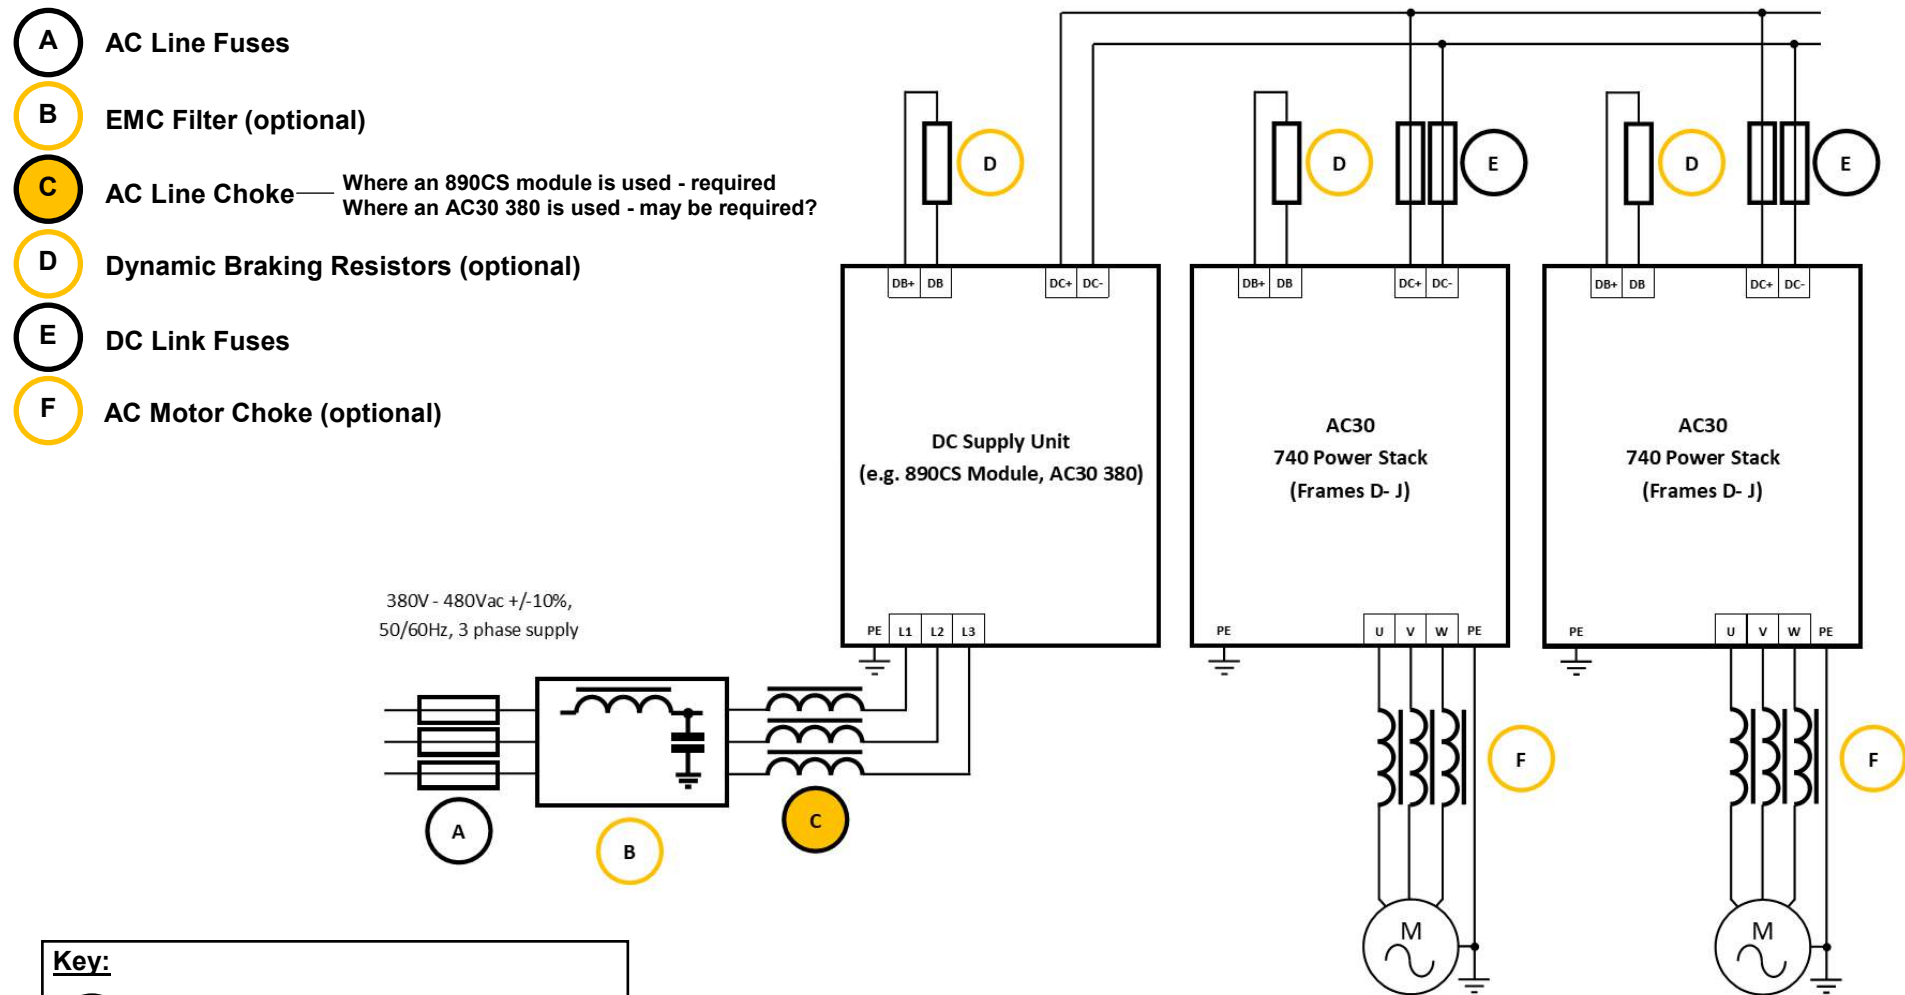 A AC Line Fuses
B EMC Filter (optional)
C AC Line Choke
Where an 890CS module is used - required
Where an AC30 380 is used - may be required?
D Dynamic Braking Resistors (optional)
E DC Link Fuses
F AC Motor Choke (optional)
D
D
E
D
E
DB+ DB DC+ DC-
DB+ DB DC+ DC-
DB+ DB DC+ DC-
DC Supply Unit
(e.g. 890CS Module, AC30 380)
AC30
740 Power Stack
(Frames D- J)
AC30
740 Power Stack
(Frames D- J)
380V - 480Vac +/-10%,
50/60Hz, 3 phase supply
PE L1 L2 L3
PE U V W PE
PE U V W PE
A
B
C
F
F
M
M
Key: